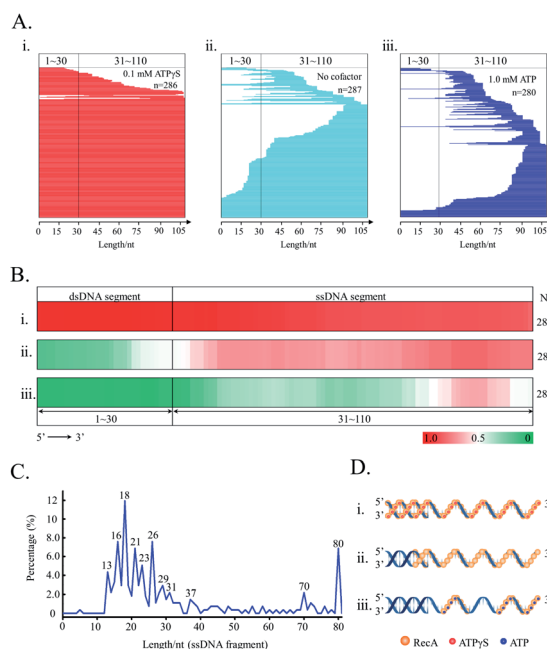 A.
i.
ii.
iii.
1~30 31~110
1~30 31~110
1~30 31~110
0.1 mM ATPγS
n=286
No cofactor
n=287
1.0 mM ATP
n=280
0 15 30 45 60 75 90 105
0 15 30 45 60 75 90 105
0 15 30 45 60 75 90 105
Length/nt
Length/nt
Length/nt
B.
dsDNA segment ssDNA segment N
i. 28
ii. 28
iii. 28
1~30 31~110
5’ 3’
1.0 0.5 0
C.
Percentage (%)
12
10
8
6
4
2
0
13
16
18
21
23
26
29
31
37
70
80
0 10 20 30 40 50 60 70 80
Length/nt (ssDNA fragment)
D.
i.
5’
3’
3
ii.
5’
3’
3
iii.
5’
3’
3
RecA ATPγS ATP